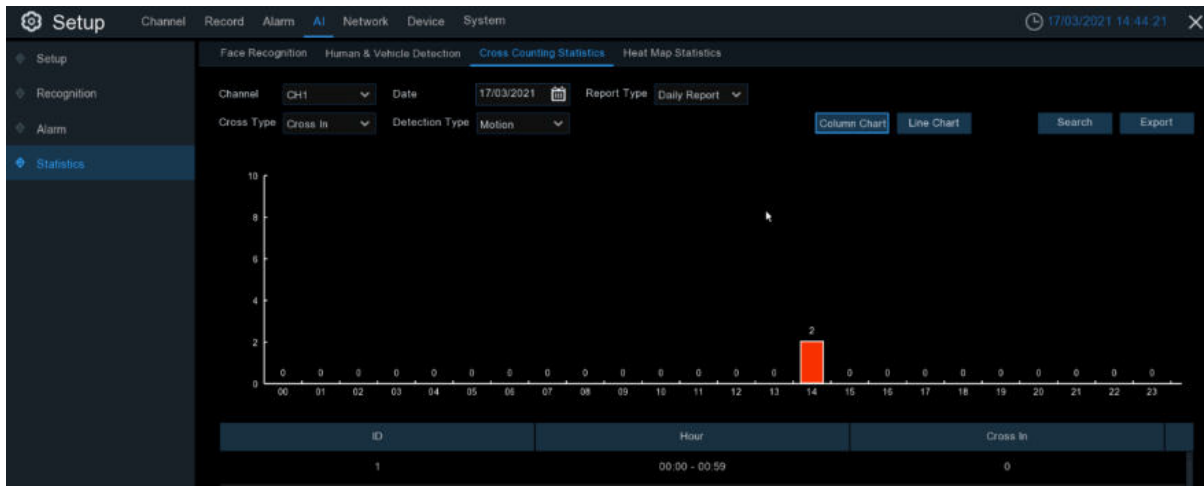 Setup Channel Record Alarm AI Network Device System 17/03/2021 14:44:21
Setup
Recognition
Alarm
Statistics
Face Recognition Human & Vehicle Detection Cross Counting Statistics Heat Map Statistics
Channel CH1 Date 17/03/2021 Report Type Daily Report
Cross Type Cross In Detection Type Motion Column Chart Line Chart Search Export
10
8
6
4
2
0
2
0 0 0 0 0 0 0 0 0 0 0 0 0 0 0 0 0 0 0 0 0 0 0
00 01 02 03 04 05 06 07 08 09 10 11 12 13 14 15 16 17 18 19 20 21 22 23
ID Hour Cross In
1 00:00 - 00:59 0